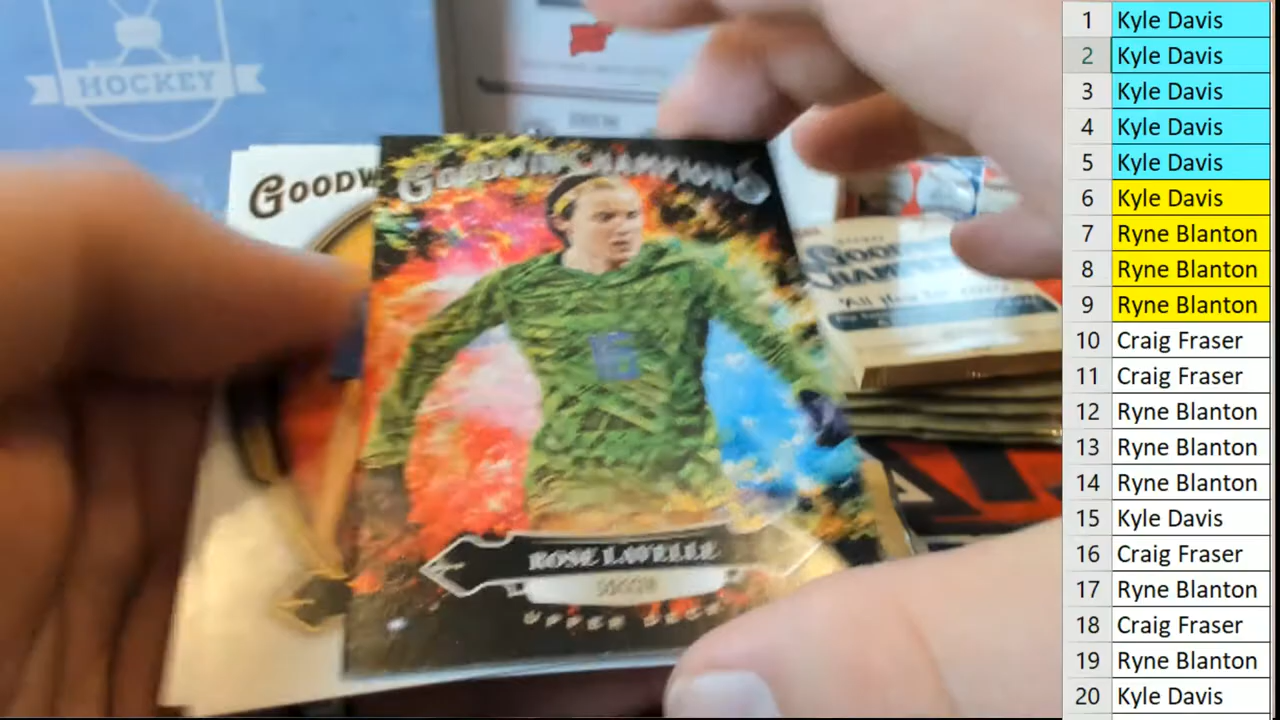 HOCKEY
GOODW
GOODWIN CHAMPIONS
16
ROSE LAVELLE
SOCCER
UPPER DECK
1 Kyle Davis
2 Kyle Davis
3 Kyle Davis
4 Kyle Davis
5 Kyle Davis
6 Kyle Davis
7 Ryne Blanton
8 Ryne Blanton
9 Ryne Blanton
10 Craig Fraser
11 Craig Fraser
12 Ryne Blanton
13 Ryne Blanton
14 Ryne Blanton
15 Kyle Davis
16 Craig Fraser
17 Ryne Blanton
18 Craig Fraser
19 Ryne Blanton
20 Kyle Davis